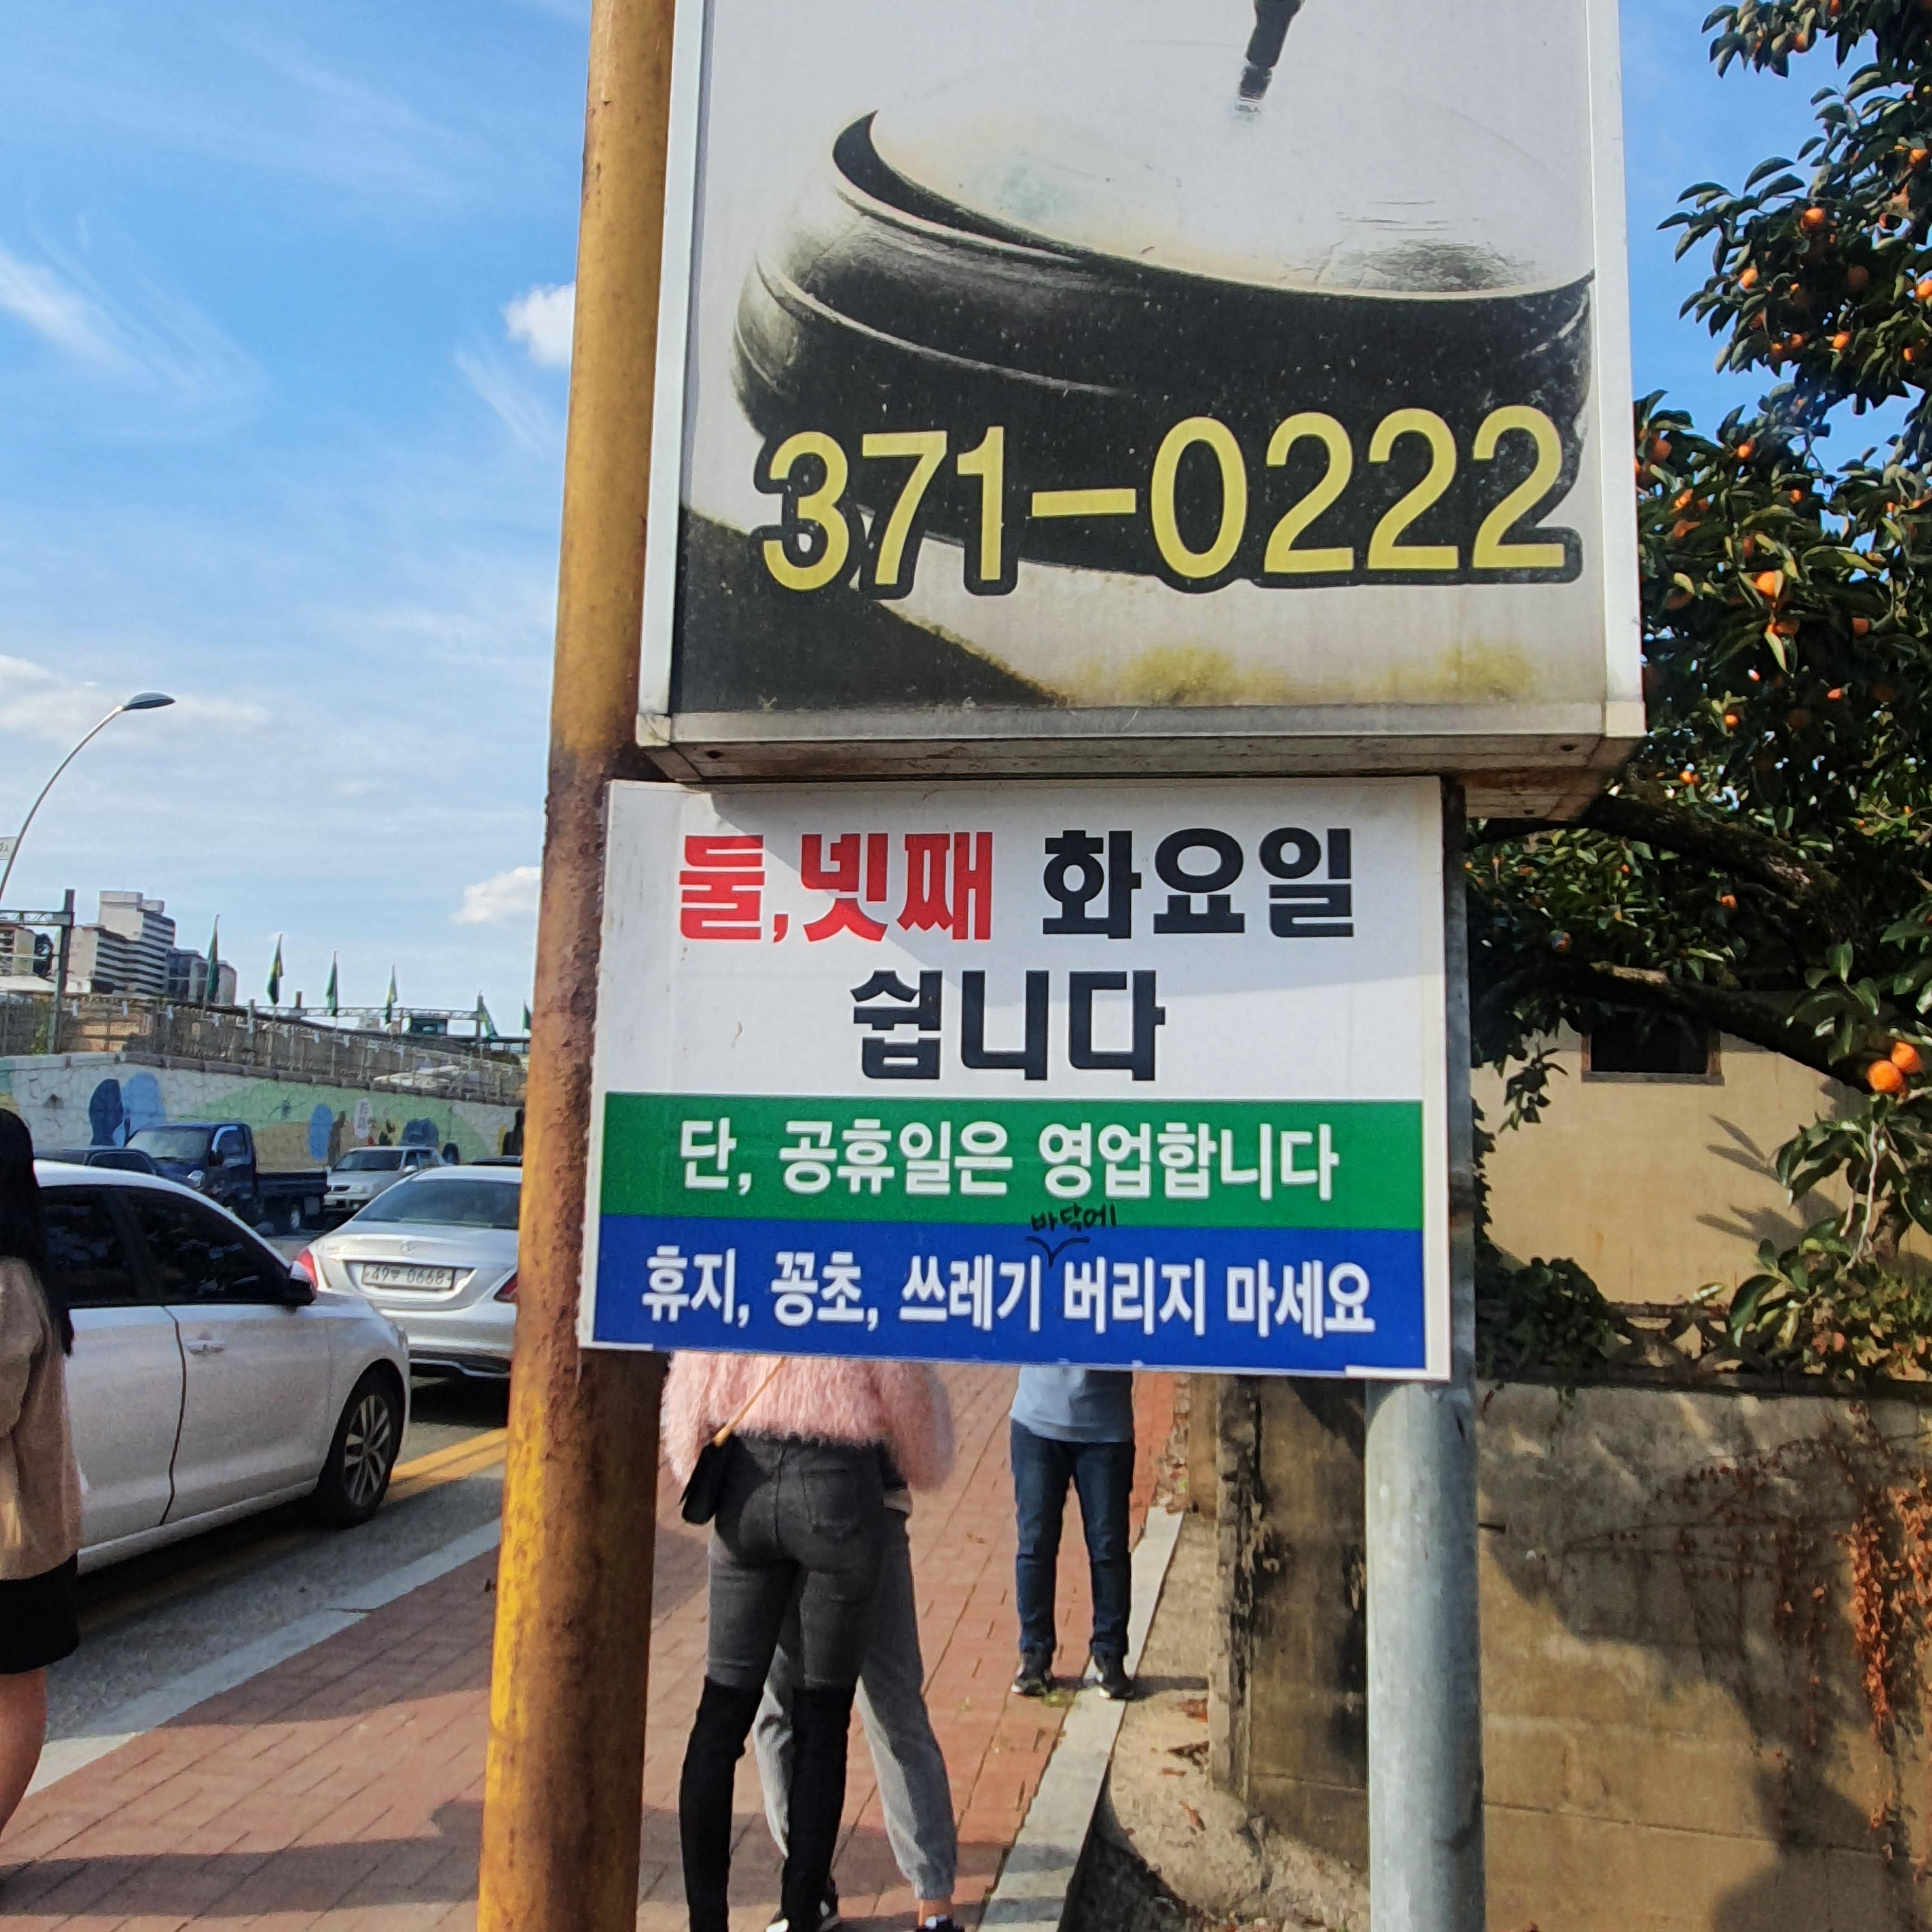 371-0222
둘,넷째 화요일
쉽니다
단, 공휴일은 영업합니다
바닥에
휴지, 꽁초, 쓰레기 버리지 마세요